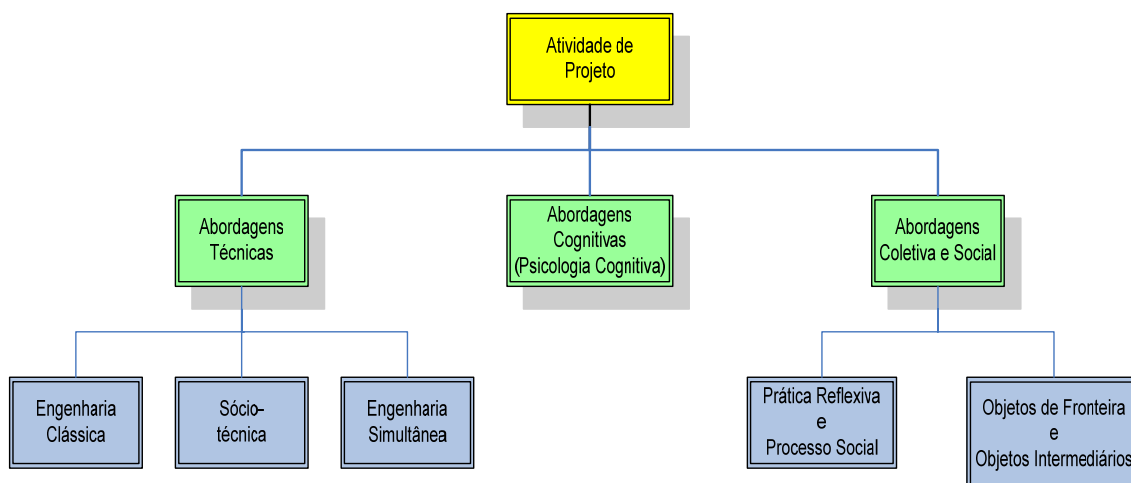 Atividade de
Projeto
Abordagens
Técnicas
Abordagens
Cognitivas
(Psicologia Cognitiva)
Abordagens
Coletiva e Social
Engenharia
Clássica
Sócio–
técnica
Engenharia
Simultânea
Prática Reflexiva
e
Processo Social
Objetos de Fronteira
e
Objetos Intermediários